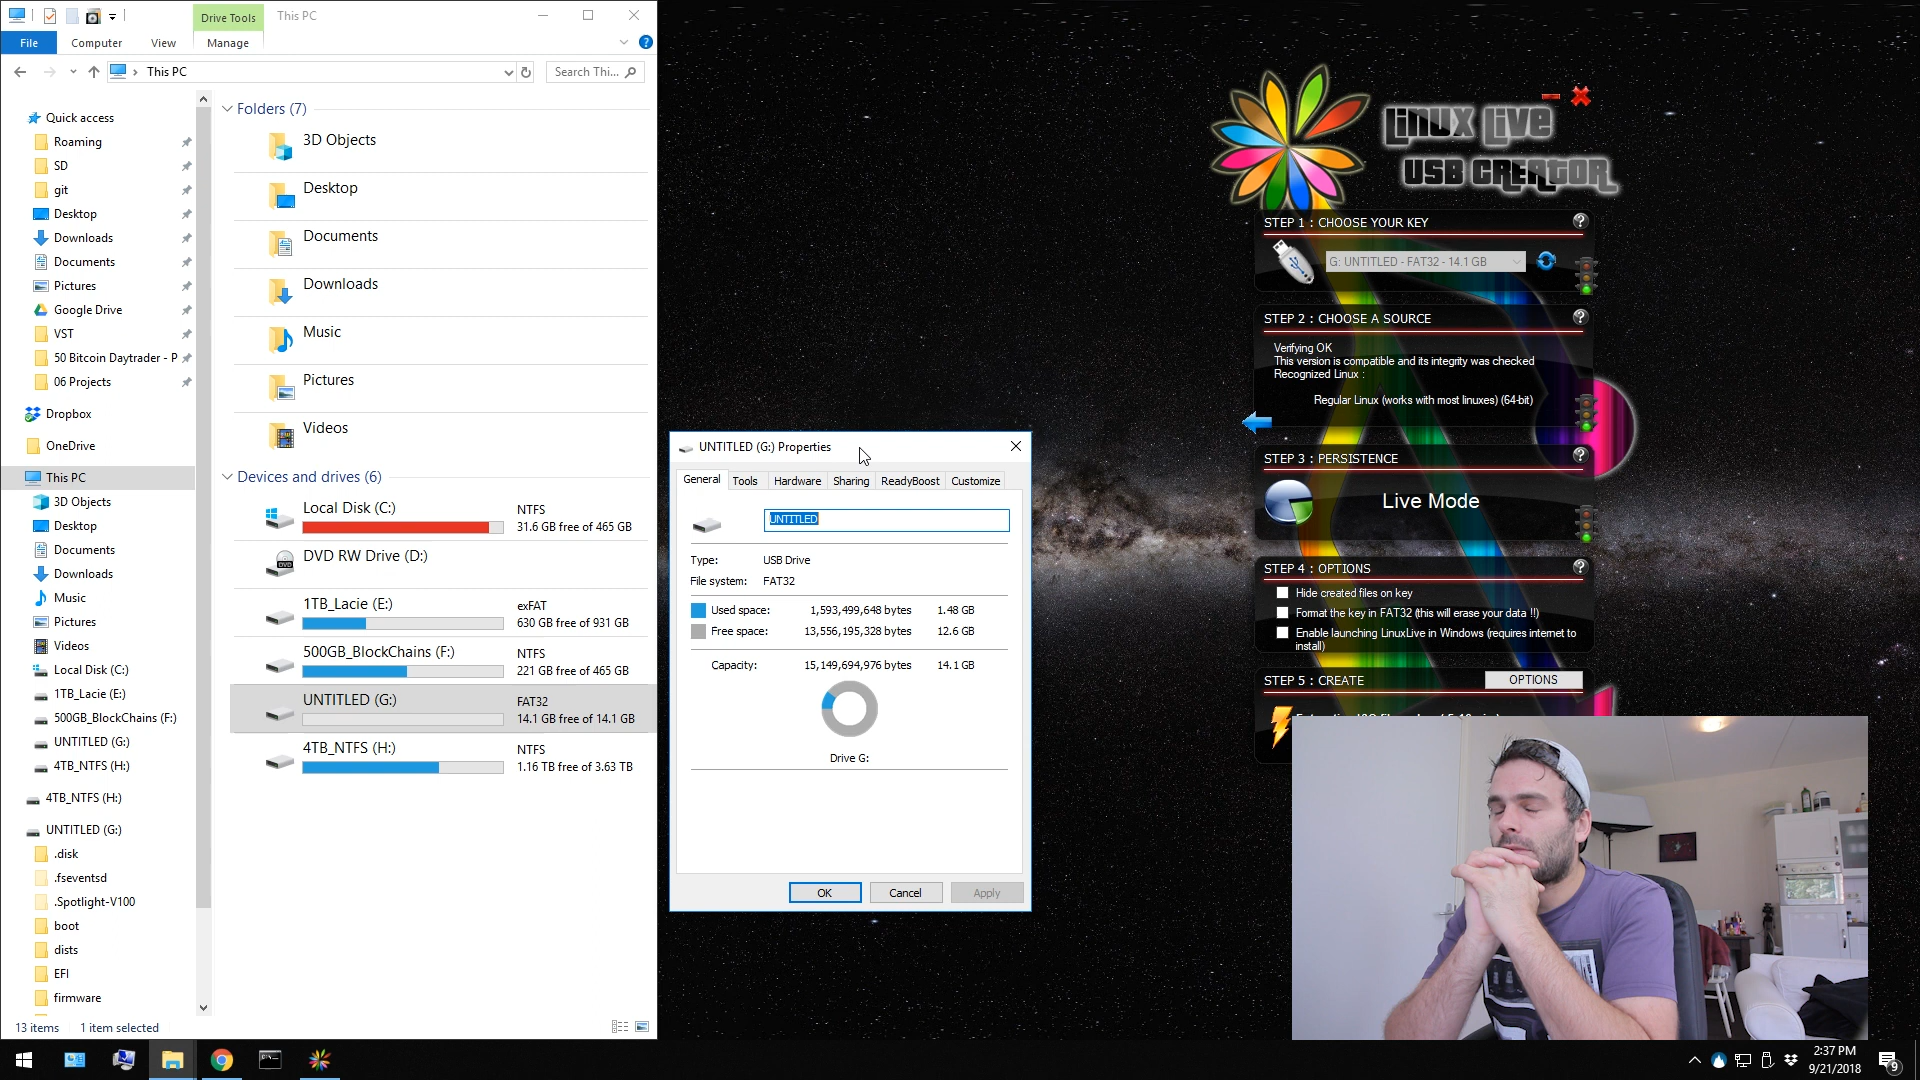 Drive Tools
This PC
File
Computer
View
Manage
This PC
Search Thi...
Quick access
Roaming
SD
git
Desktop
Downloads
Documents
Pictures
Google Drive
VST
50 Bitcoin Daytrader - P
06 Projects
Dropbox
OneDrive
This PC
3D Objects
Desktop
Documents
Downloads
Music
Pictures
Videos
Local Disk (C:)
1TB_Lacie (E:)
500GB_BlockChains (F:)
UNTITLED (G:)
4TB_NTFS (H:)
4TB_NTFS (H:)
UNTITLED (G:)
.disk
.fseventsd
.Spotlight-V100
boot
dists
EFI
firmware
13 items
1 item selected
Folders (7)
3D Objects
Desktop
Documents
Downloads
Music
Pictures
Videos
Devices and drives (6)
Local Disk (C:)
NTFS
31.6 GB free of 465 GB
DVD RW Drive (D:)
1TB_Lacie (E:)
exFAT
630 GB free of 931 GB
500GB_BlockChains (F:)
NTFS
221 GB free of 465 GB
UNTITLED (G:)
FAT32
14.1 GB free of 14.1 GB
4TB_NTFS (H:)
NTFS
1.16 TB free of 3.63 TB
UNTITLED (G:) Properties
General
Tools
Hardware
Sharing
ReadyBoost
Customize
UNTITLED
Type: USB Drive
File system: FAT32
Used space: 1,593,499,648 bytes 1.48 GB
Free space: 13,556,195,328 bytes 12.6 GB
Capacity: 15,149,694,976 bytes 14.1 GB
Drive G:
OK
Cancel
Apply
Linux Live
USB Creator
STEP 1 : CHOOSE YOUR KEY
G: UNTITLED - FAT32 - 14.1 GB
STEP 2 : CHOOSE A SOURCE
Verifying OK
This version is compatible and its integrity was checked
Recognized Linux :
Regular Linux (works with most linuxes) (64-bit)
STEP 3 : PERSISTENCE
Live Mode
STEP 4 : OPTIONS
Hide created files on key
Format the key in FAT32 (this will erase your data !!)
Enable launching LinuxLive in Windows (requires internet to
install)
STEP 5 : CREATE
OPTIONS
2:37 PM
9/21/2018
9